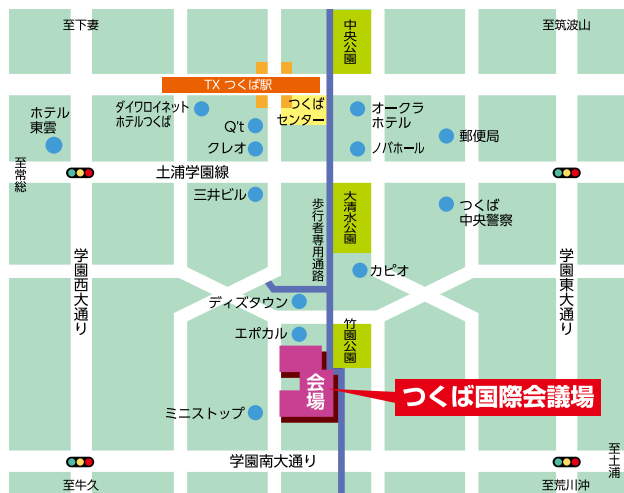 至下妻
中央公園
至筑波山
TX つくば駅
ダイワロイネット
ホテルつくば
つくば
センター
オークラ
ホテル
ホテル
東雲
Q't
クレオ
ノバホール
郵便局
至常総
土浦学園線
三井ビル
歩行者専用通路
大清水公園
つくば
中央警察
学園西大通り
カピオ
学園東大通り
ディズタウン
エポカル
竹園公園
会場
つくば国際会議場
ミニストップ
学園南大通り
至土浦
至牛久
至荒川沖